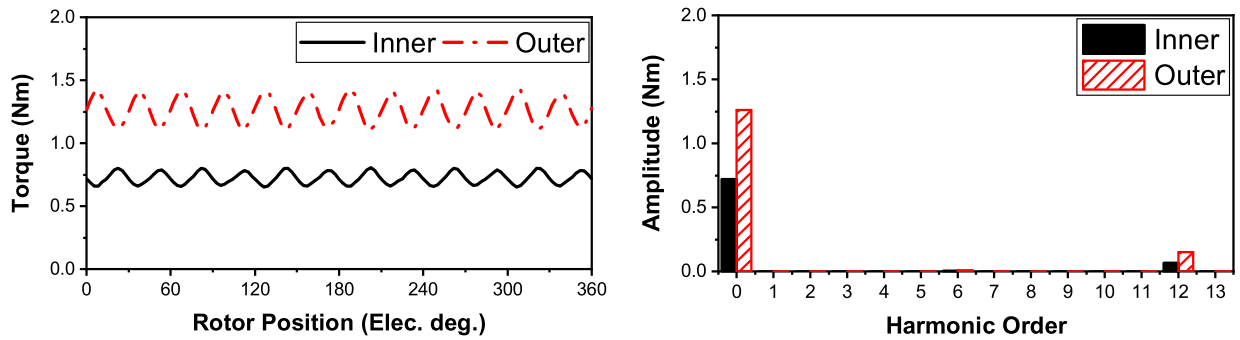 2.0
1.5
1.0
0.5
0.0
Torque (Nm)
Inner
Outer
0 60 120 180 240 300 360
Rotor Position (Elec. deg.)
2.0
1.5
1.0
0.5
0.0
Amplitude (Nm)
Inner
Outer
0 1 2 3 4 5 6 7 8 9 10 11 12 13
Harmonic Order